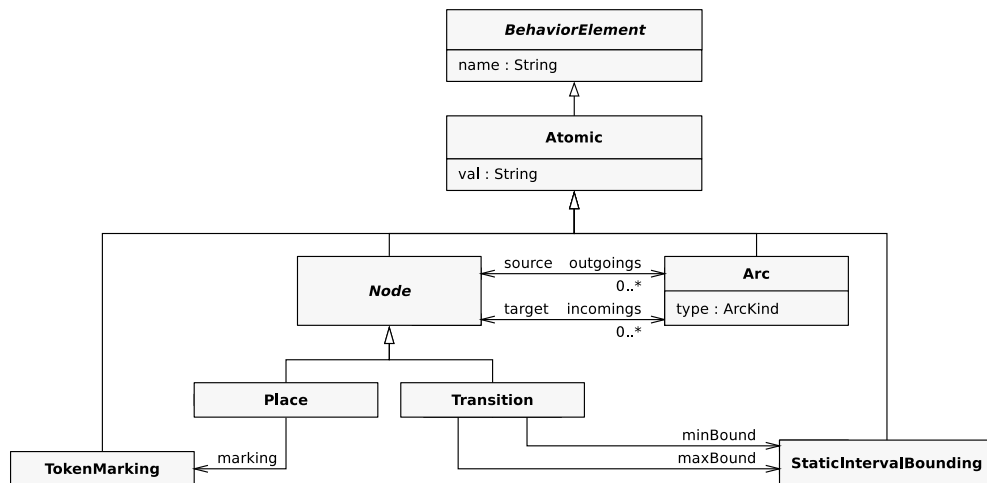 BehaviorElement
name : String
Atomic
val : String
source outgoings
0..*
Node
Arc
target incomings
0..*
type : ArcKind
Place
Transition
minBound
marking
maxBound
TokenMarking
StaticIntervalBounding